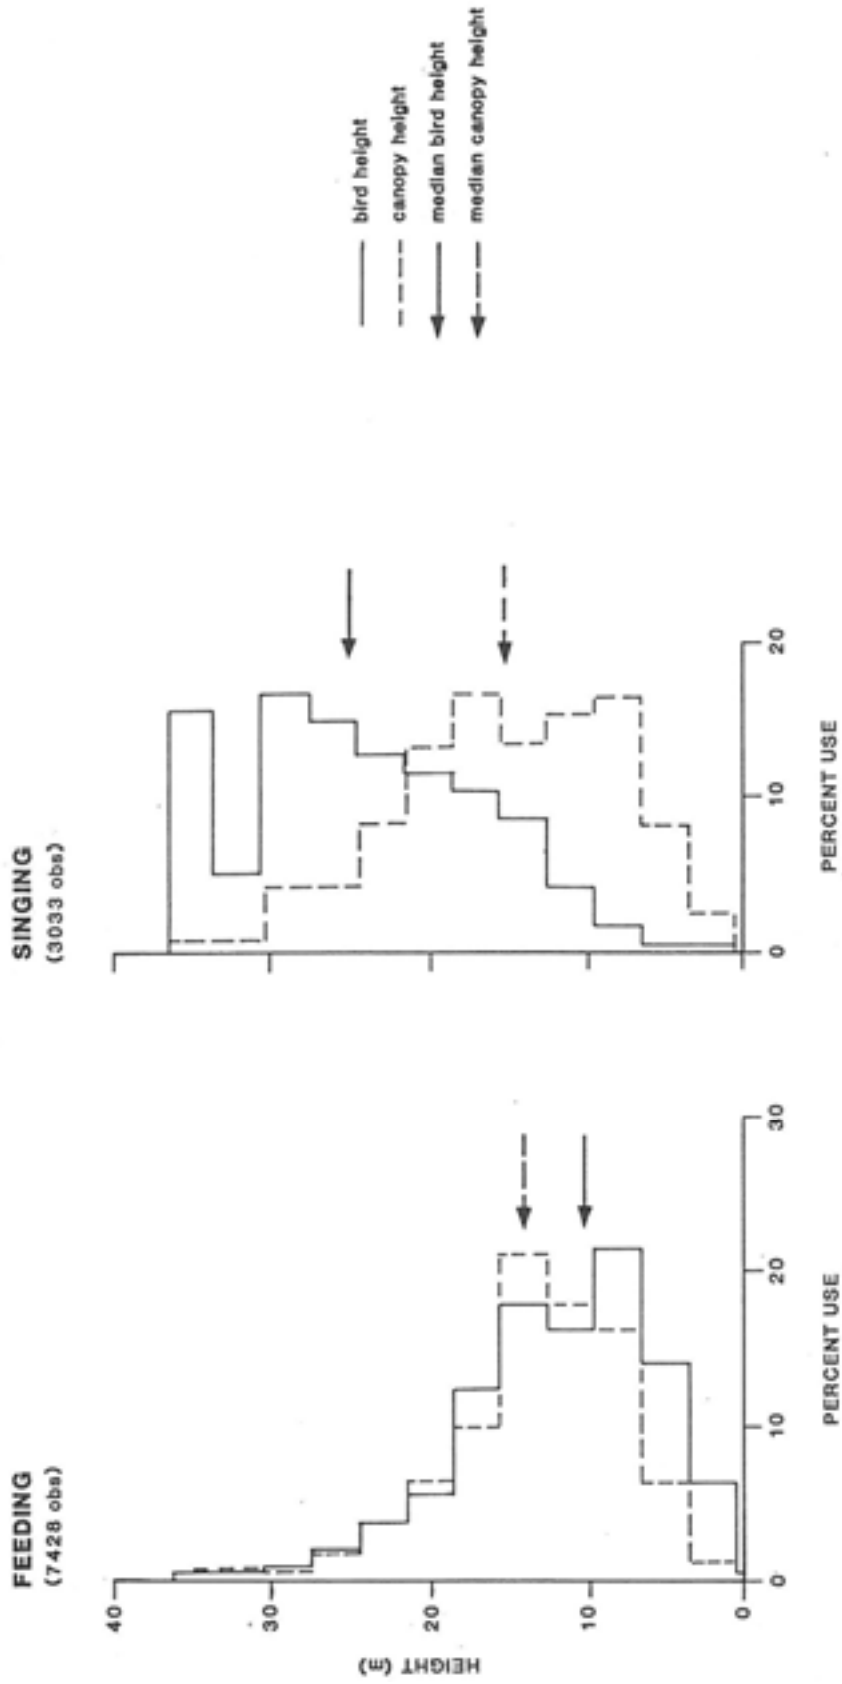 FEEDING
(7428 obs)
SINGING
(3033 obs)
HEIGHT (m)
40
30
20
10
0
0
10
20
30
PERCENT USE
0
10
20
PERCENT USE
bird height
canopy height
median bird height
median canopy height